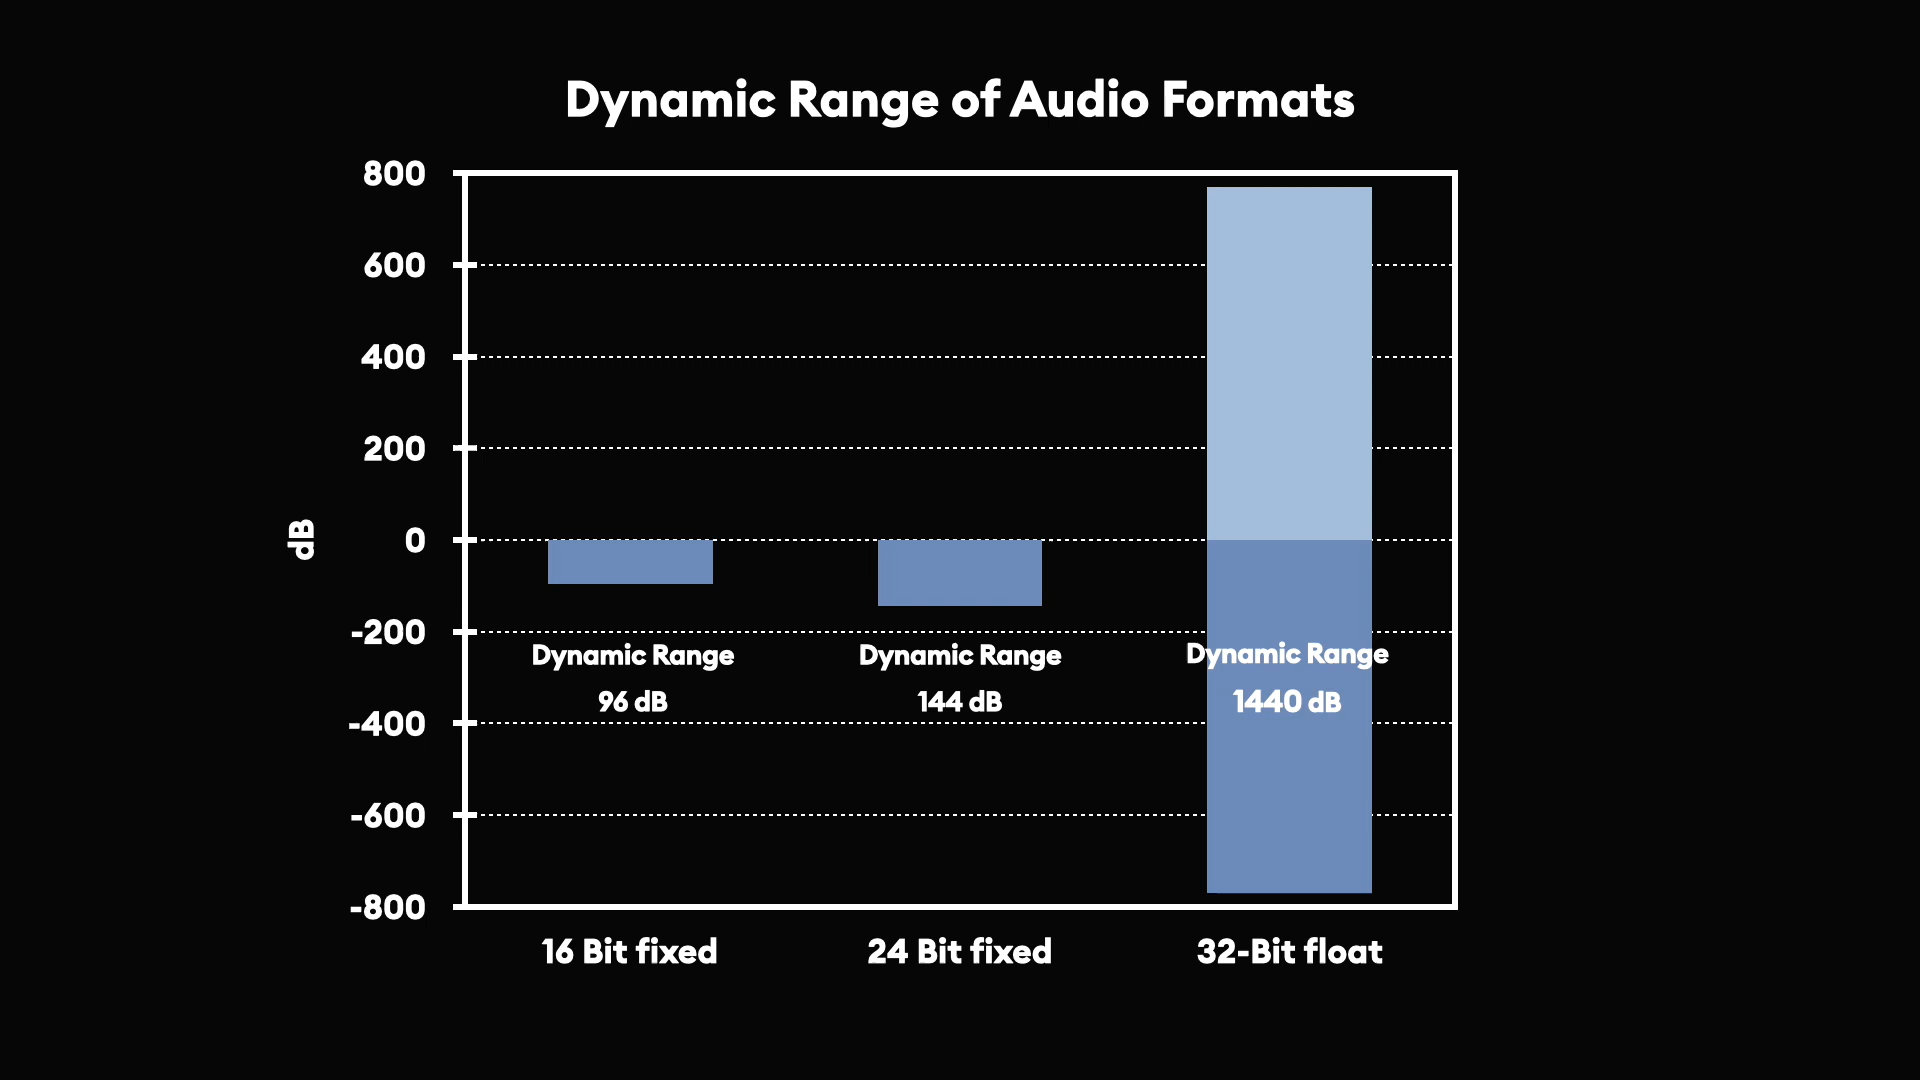 Dynamic Range of Audio Formats
800
600
400
200
0
-200
-400
-600
-800
dB
Dynamic Range
96 dB
Dynamic Range
144 dB
Dynamic Range
1440 dB
16 Bit fixed
24 Bit fixed
32-Bit float